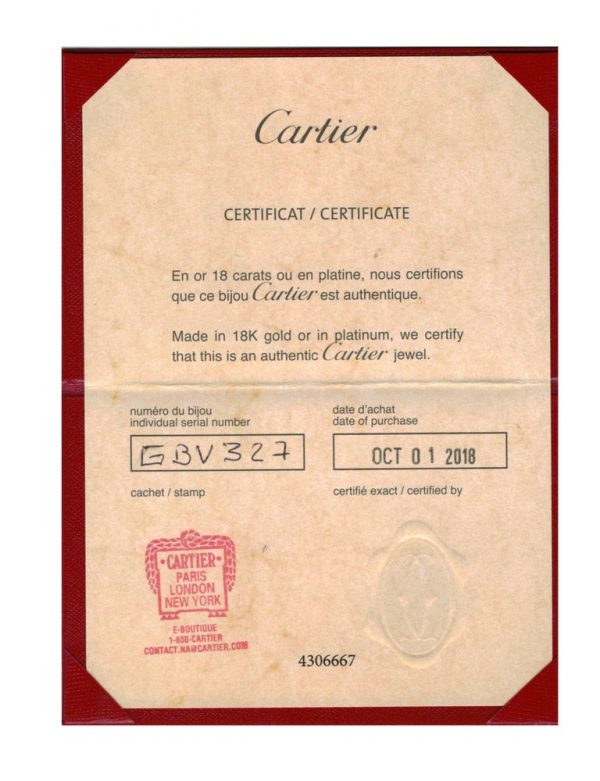 Cartier
CERTIFICAT / CERTIFICATE
En or 18 carats ou en platine, nous certifions
que ce bijou Cartier est authentique.
Made in 18K gold or in platinum, we certify
that this is an authentic Cartier jewel.
numéro du bijou
individual serial number
GBV327
date d'achat
date of purchase
OCT 01 2018
cachet / stamp
certifié exact / certified by
CARTIER
PARIS
LONDON
NEW YORK
E-BOUTIQUE
1-800-CARTIER
CONTACT.NA@CARTIER.COM
4306667